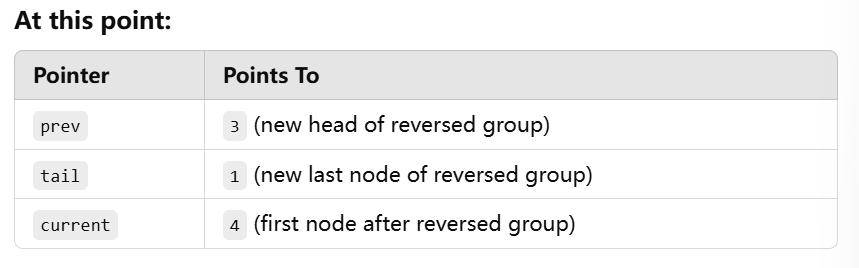 At this point:
Pointer Points To
prev 3 (new head of reversed group)
tail 1 (new last node of reversed group)
current 4 (first node after reversed group)